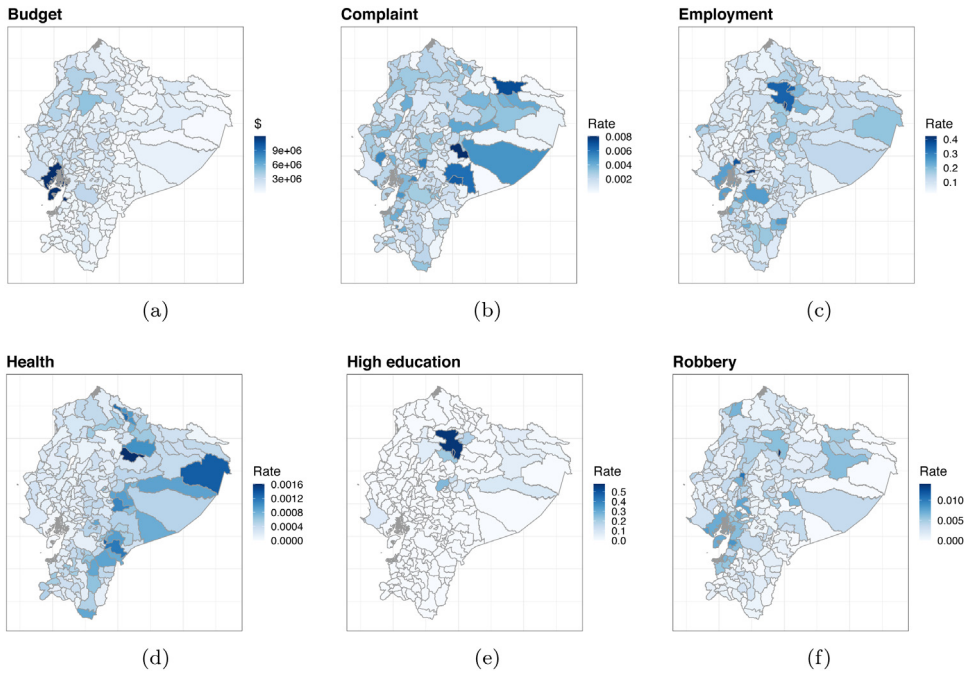 Budget
$
9e+06
6e+06
3e+06
(a)
Complaint
Rate
0.008
0.006
0.004
0.002
(b)
Employment
Rate
0.4
0.3
0.2
0.1
(c)
Health
Rate
0.0016
0.0012
0.0008
0.0004
0.0000
(d)
High education
Rate
0.5
0.4
0.3
0.2
0.1
0.0
(e)
Robbery
Rate
0.010
0.005
0.000
(f)